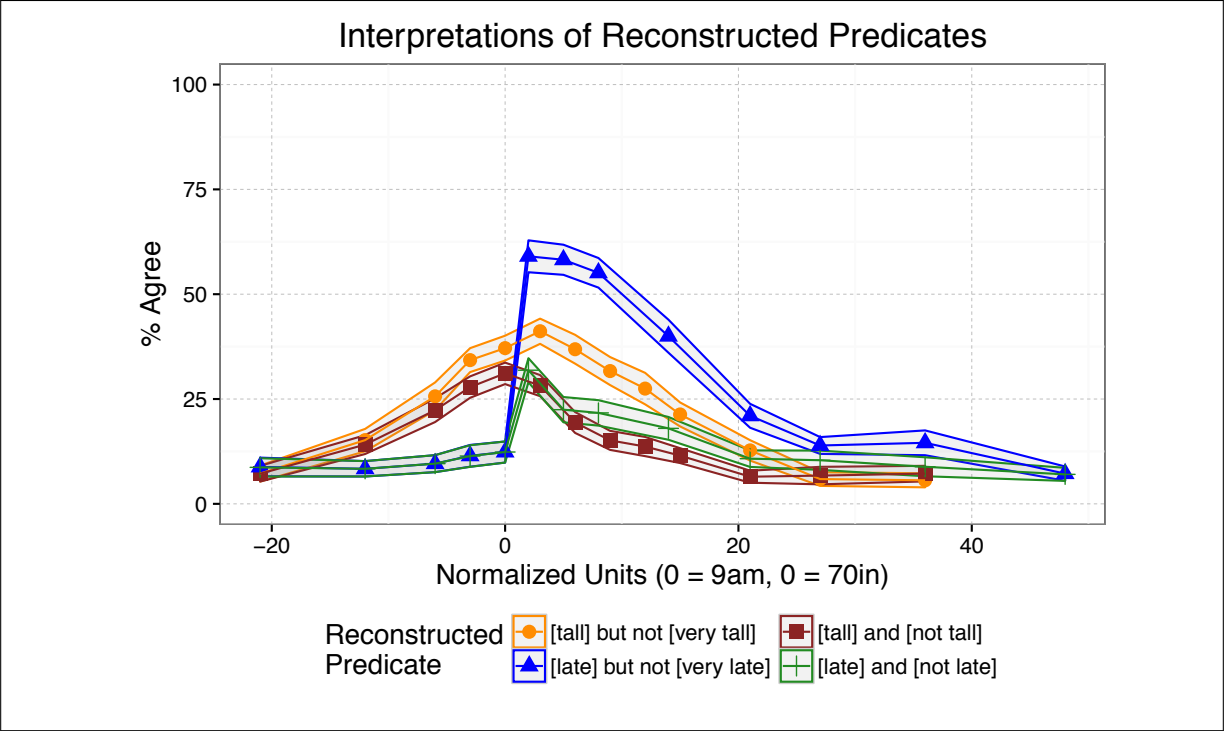 Interpretations of Reconstructed Predicates
100
75
50
25
0
% Agree
−20 0 20 40
Normalized Units (0 = 9am, 0 = 70in)
Reconstructed
Predicate
[tall] but not [very tall] [tall] and [not tall]
[late] but not [very late] [late] and [not late]